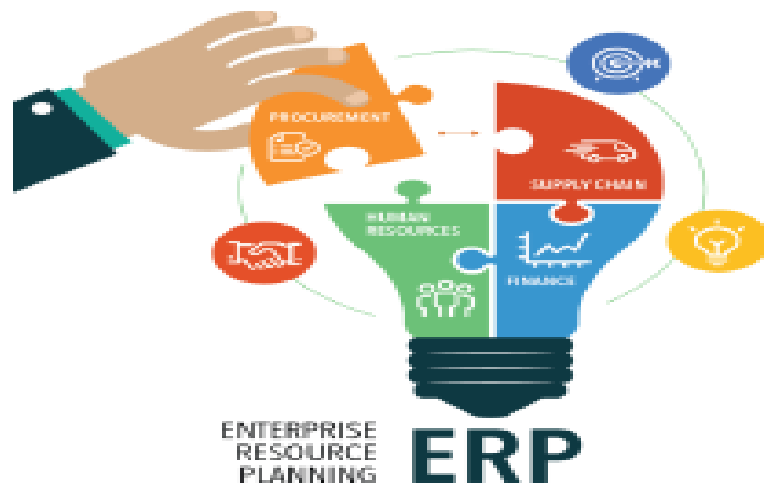 PROCUREMENT
SUPPLY CHAIN
HUMAN
RESOURCES
FINANCE
ENTERPRISE
RESOURCE
PLANNING
ERP